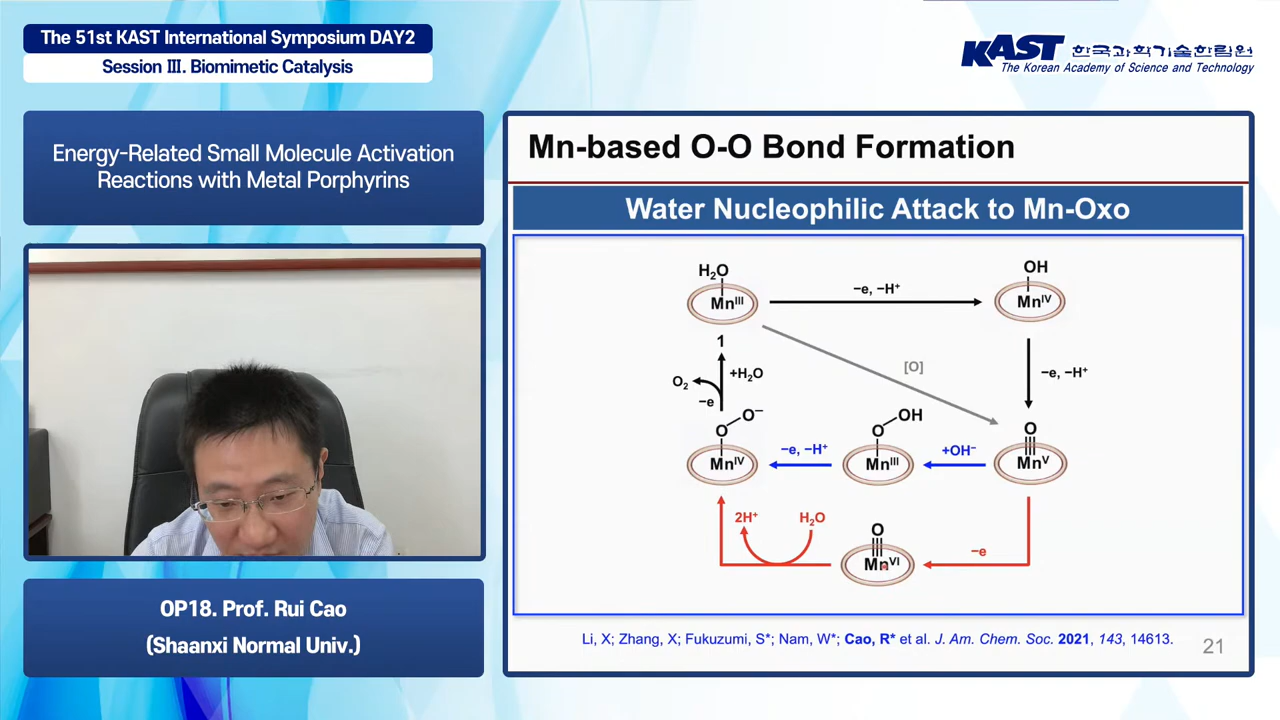 The 51st KAST International Symposium DAY2
Session Ⅲ. Biomimetic Catalysis
KAST 한국과학기술한림원
The Korean Academy of Science and Technology
Energy-Related Small Molecule Activation
Reactions with Metal Porphyrins
OP18. Prof. Rui Cao
(Shaanxi Normal Univ.)
Mn-based O-O Bond Formation
Water Nucleophilic Attack to Mn-Oxo
H₂O
Mnᴵᴵᴵ
1
−e, −H⁺
OH
Mnᴵⱽ
[O]
−e, −H⁺
O₂
+H₂O
−e
O
O⁻
Mnᴵⱽ
−e, −H⁺
O
OH
Mnᴵᴵᴵ
+OH⁻
O
Mnⱽ
2H⁺
H₂O
O
Mnⱽᴵ
−e
Li, X; Zhang, X; Fukuzumi, S*; Nam, W*; Cao, R* et al. J. Am. Chem. Soc. 2021, 143, 14613.
21